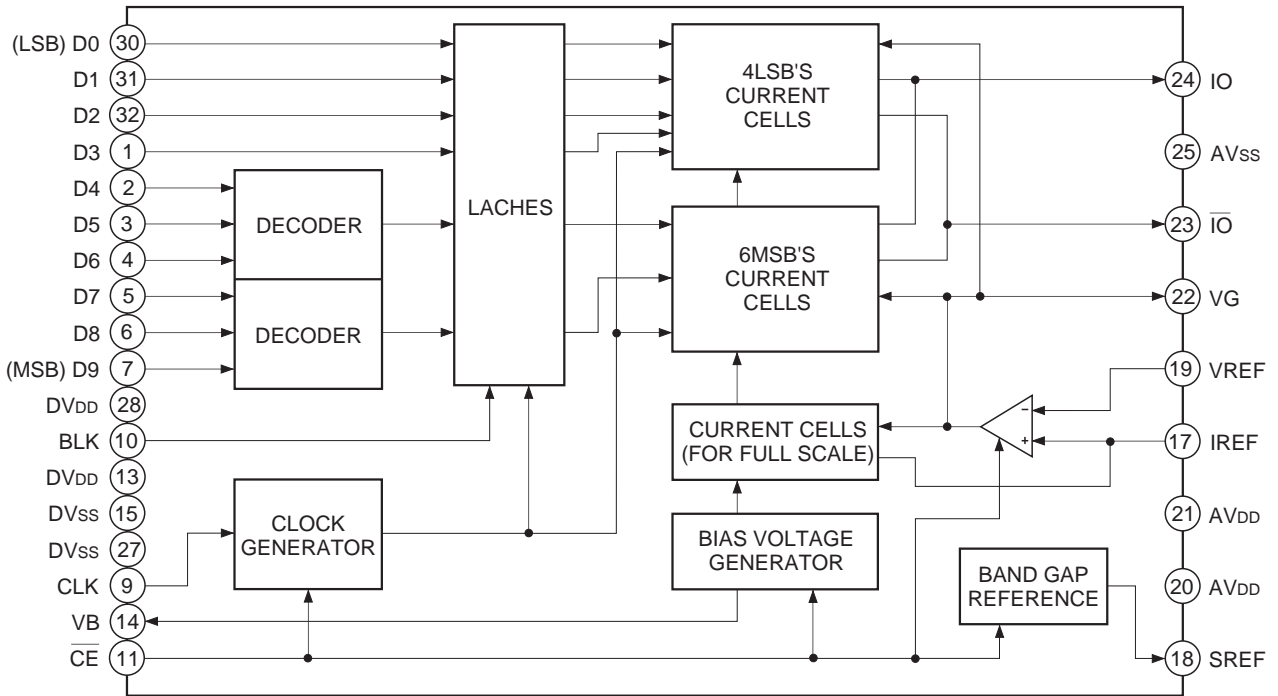 (LSB) D0 30
D1 31
D2 32
D3 1
D4 2
D5 3
D6 4
D7 5
D8 6
(MSB) D9 7
DVDD 28
BLK 10
DVDD 13
DVSS 15
DVSS 27
CLK 9
VB 14
CE 11
DECODER
DECODER
CLOCK
GENERATOR
LACHES
4LSB'S
CURRENT
CELLS
6MSB'S
CURRENT
CELLS
CURRENT CELLS
(FOR FULL SCALE)
BIAS VOLTAGE
GENERATOR
-
+
BAND GAP
REFERENCE
24 IO
25 AVSS
23 IO
22 VG
19 VREF
17 IREF
21 AVDD
20 AVDD
18 SREF